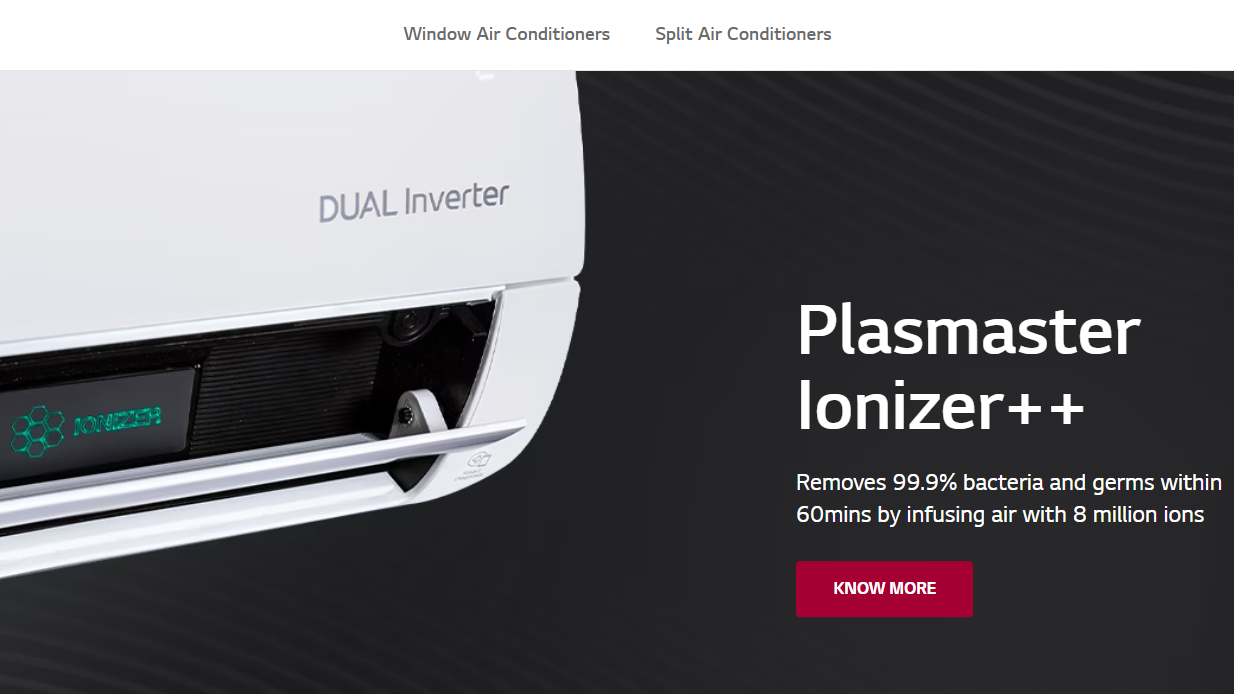 Window Air Conditioners Split Air Conditioners
DUAL Inverter
IONIZER
Plasmaster
Ionizer++
Removes 99.9% bacteria and germs within
60mins by infusing air with 8 million ions
KNOW MORE